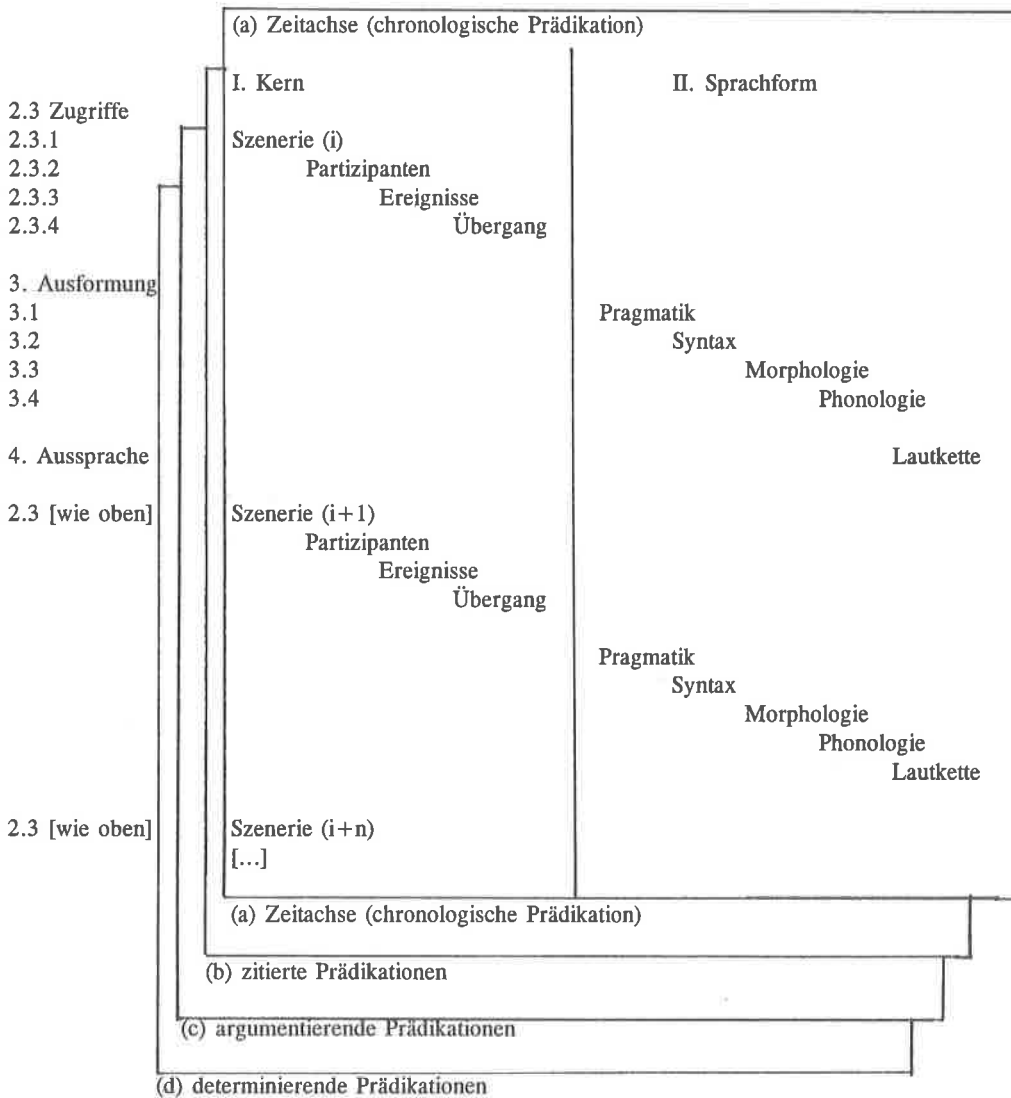 (a) Zeitachse (chronologische Prädikation)
I. Kern II. Sprachform
2.3 Zugriffe
2.3.1 Szenerie (i)
2.3.2 Partizipanten
2.3.3 Ereignisse
2.3.4 Übergang
3. Ausformung
3.1 Pragmatik
3.2 Syntax
3.3 Morphologie
3.4 Phonologie
4. Aussprache Lautkette
2.3 [wie oben] Szenerie (i+1)
Partizipanten
Ereignisse
Übergang
Pragmatik
Syntax
Morphologie
Phonologie
Lautkette
2.3 [wie oben] Szenerie (i+n)
[...]
(a) Zeitachse (chronologische Prädikation)
(b) zitierte Prädikationen
(c) argumentierende Prädikationen
(d) determinierende Prädikationen